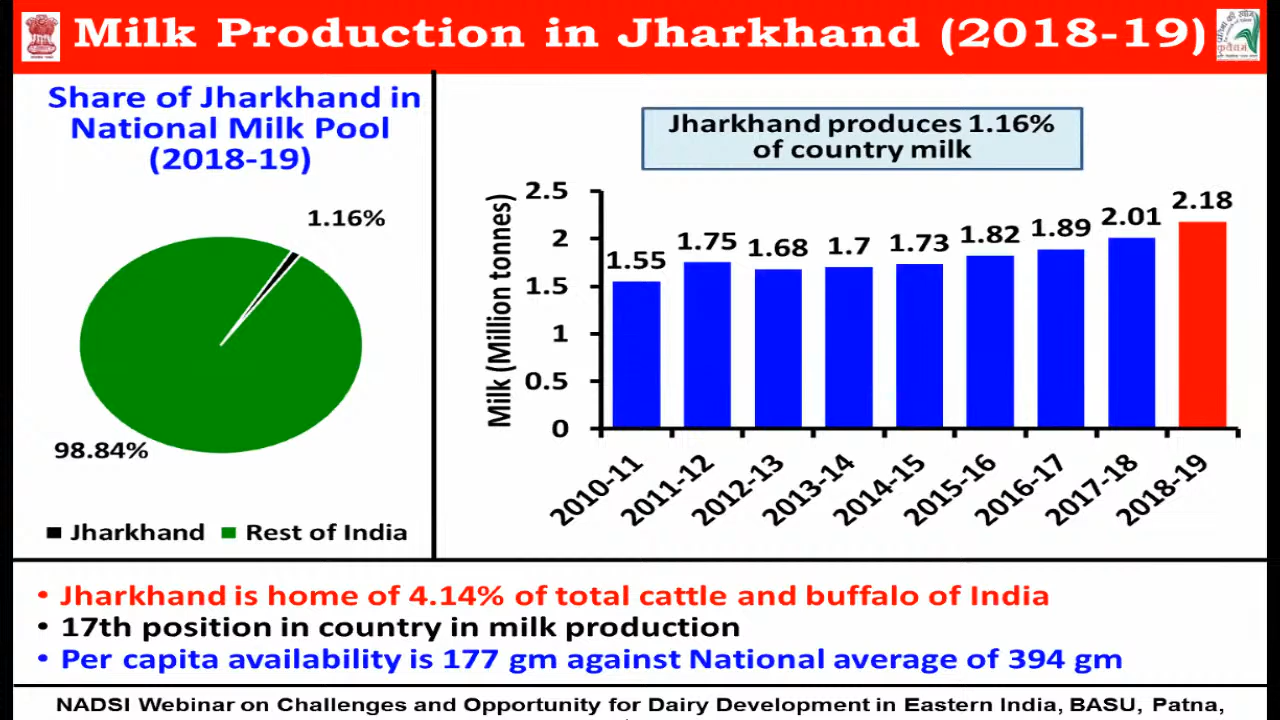 Milk Production in Jharkhand (2018-19)
Share of Jharkhand in
National Milk Pool
(2018-19)
1.16%
98.84%
Jharkhand
Rest of India
Jharkhand produces 1.16%
of country milk
Milk (Million tonnes)
2.5
2
1.5
1
0.5
0
1.55
1.75
1.68
1.7
1.73
1.82
1.89
2.01
2.18
2010-11
2011-12
2012-13
2013-14
2014-15
2015-16
2016-17
2017-18
2018-19
• Jharkhand is home of 4.14% of total cattle and buffalo of India
• 17th position in country in milk production
• Per capita availability is 177 gm against National average of 394 gm
NADSI Webinar on Challenges and Opportunity for Dairy Development in Eastern India, BASU, Patna,